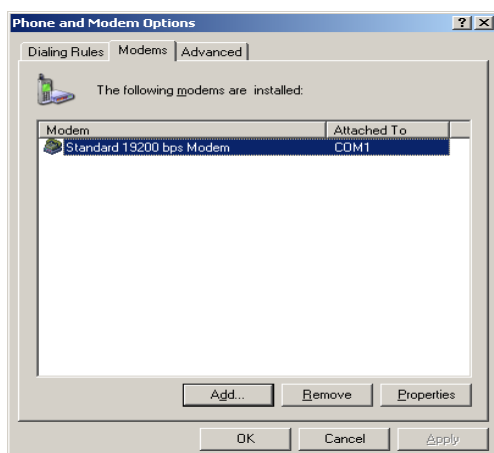 Phone and Modem Options
Dialing Rules Modems Advanced
The following modems are installed:
Modem Attached To
Standard 19200 bps Modem COM1
Add... Remove Properties
OK Cancel Apply